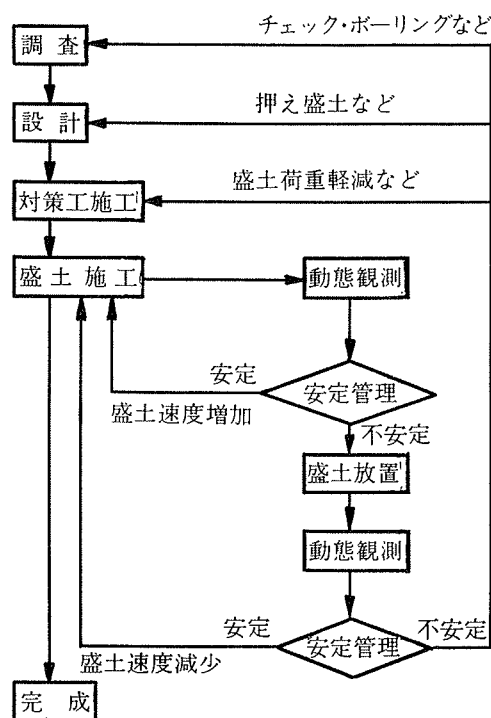 チェック・ボーリングなど
調査
押え盛土など
設計
盛土荷重軽減など
対策工施工
盛土施工
動態観測
安定
安定管理
盛土速度増加
不安定
盛土放置
動態観測
安定
安定管理
不安定
盛土速度減少
完成